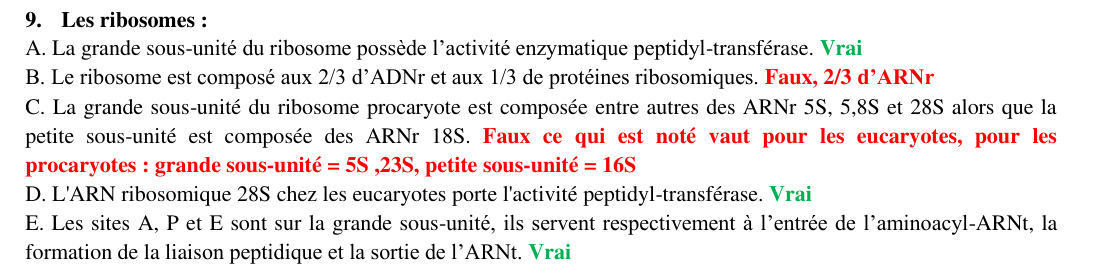 9. Les ribosomes :
A. La grande sous-unité du ribosome possède l’activité enzymatique peptidyl-transférase. Vrai
B. Le ribosome est composé aux 2/3 d’ADNr et aux 1/3 de protéines ribosomiques. Faux, 2/3 d’ARNr
C. La grande sous-unité du ribosome procaryote est composée entre autres des ARNr 5S, 5,8S et 28S alors que la
petite sous-unité est composée des ARNr 18S. Faux ce qui est noté vaut pour les eucaryotes, pour les
procaryotes : grande sous-unité = 5S ,23S, petite sous-unité = 16S
D. L'ARN ribosomique 28S chez les eucaryotes porte l'activité peptidyl-transférase. Vrai
E. Les sites A, P et E sont sur la grande sous-unité, ils servent respectivement à l’entrée de l’aminoacyl-ARNt, la
formation de la liaison peptidique et la sortie de l’ARNt. Vrai